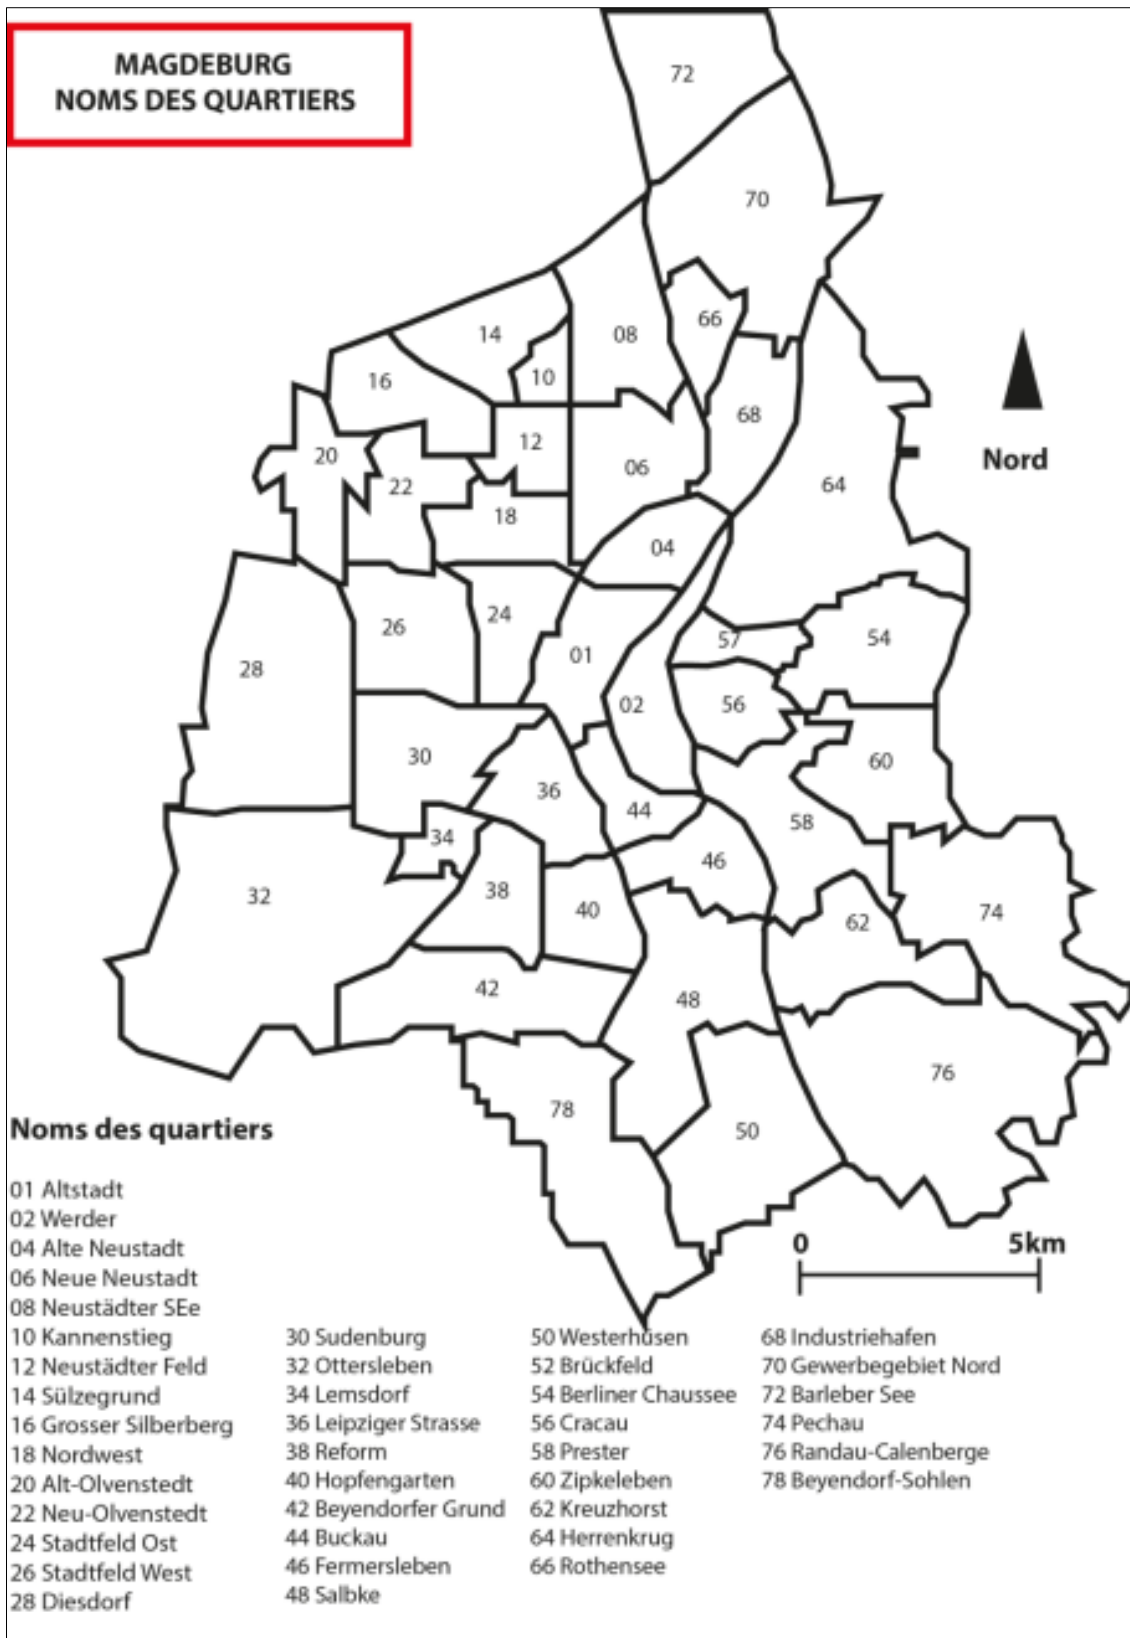 MAGDEBURG
NOMS DES QUARTIERS
72
70
66
14
08
16
10
68
12
20
06
22
64
18
04
24
26
57
54
01
28
02
56
30
60
36
44
58
34
46
38
32
40
62
74
42
48
76
78
50
Nord
0 5km
Noms des quartiers
01 Altstadt
02 Werder
04 Alte Neustadt
06 Neue Neustadt
08 Neustädter SEe
10 Kannenstieg
12 Neustädter Feld
14 Sülzegrund
16 Grosser Silberberg
18 Nordwest
20 Alt-Olvenstedt
22 Neu-Olvenstedt
24 Stadtfeld Ost
26 Stadtfeld West
28 Diesdorf
30 Sudenburg
32 Ottersleben
34 Lemsdorf
36 Leipziger Strasse
38 Reform
40 Hopfengarten
42 Beyendorfer Grund
44 Buckau
46 Fermersleben
48 Salbke
50 Westerhüsen
52 Brückfeld
54 Berliner Chaussee
56 Cracau
58 Prester
60 Zipkeleben
62 Kreuzhorst
64 Herrenkrug
66 Rothensee
68 Industriehafen
70 Gewerbegebiet Nord
72 Barleber See
74 Pechau
76 Randau-Calenberge
78 Beyendorf-Sohlen